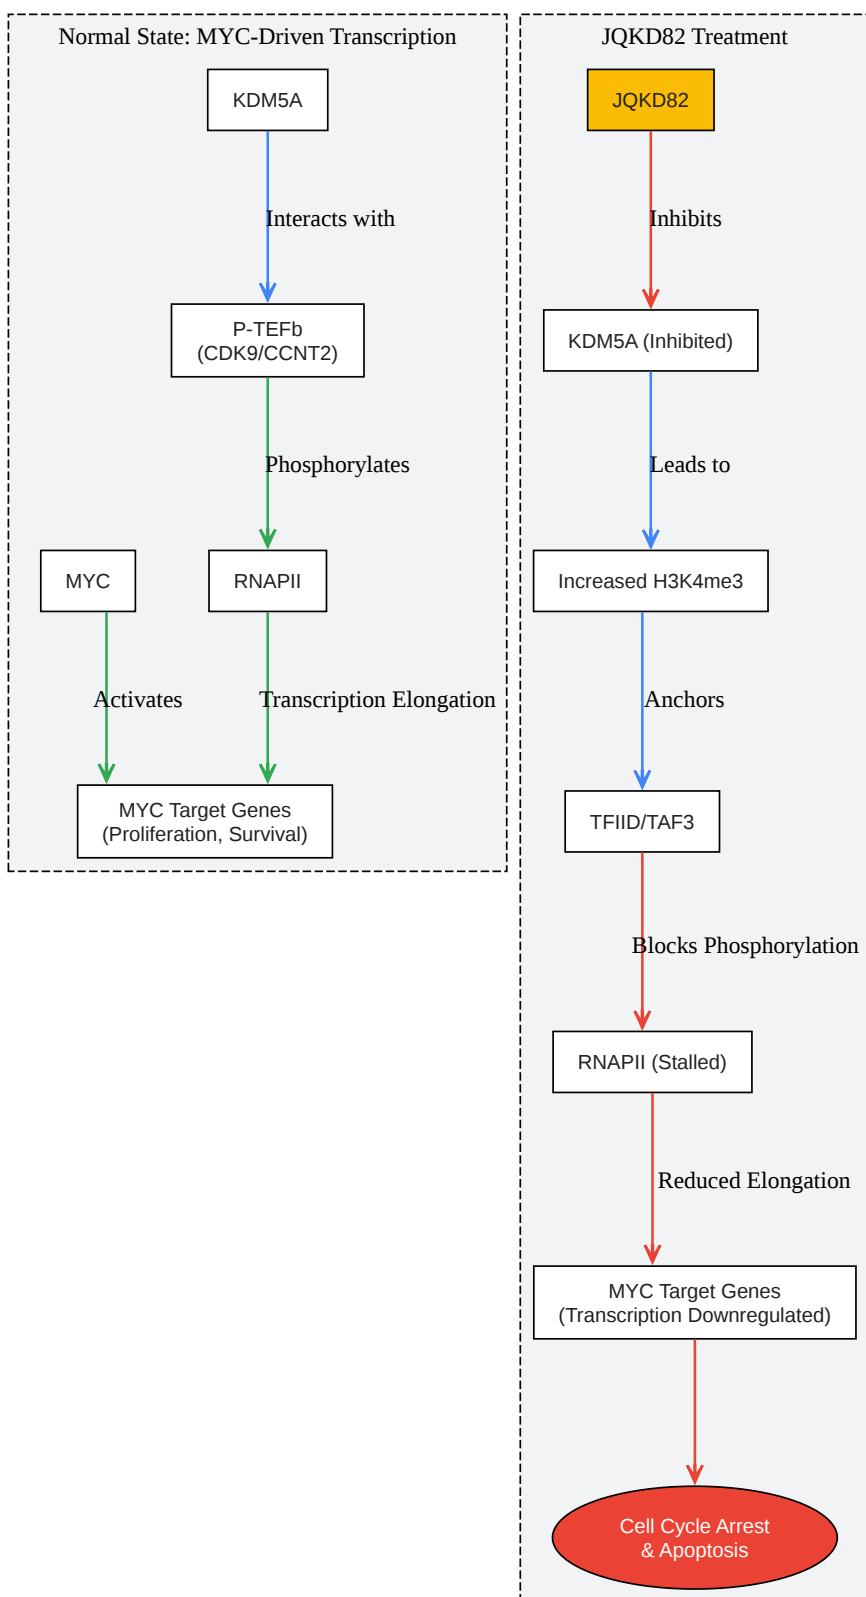 Normal State: MYC-Driven Transcription
KDM5A
Interacts with
P-TEFb
(CDK9/CCNT2)
Phosphorylates
MYC
RNAPII
Activates
Transcription Elongation
MYC Target Genes
(Proliferation, Survival)
JQKD82 Treatment
JQKD82
Inhibits
KDM5A (Inhibited)
Leads to
Increased H3K4me3
Anchors
TFIID/TAF3
Blocks Phosphorylation
RNAPII (Stalled)
Reduced Elongation
MYC Target Genes
(Transcription Downregulated)
Cell Cycle Arrest
& Apoptosis